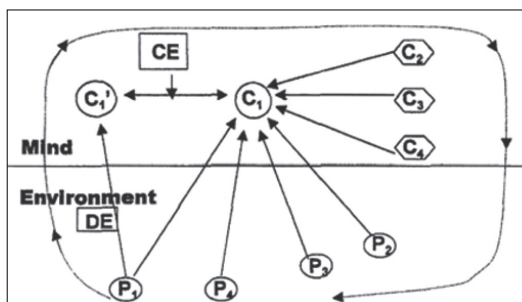 CE
C2
C1'
C1
C3
Mind
C4
Environment
DE
P2
P3
P1
P4